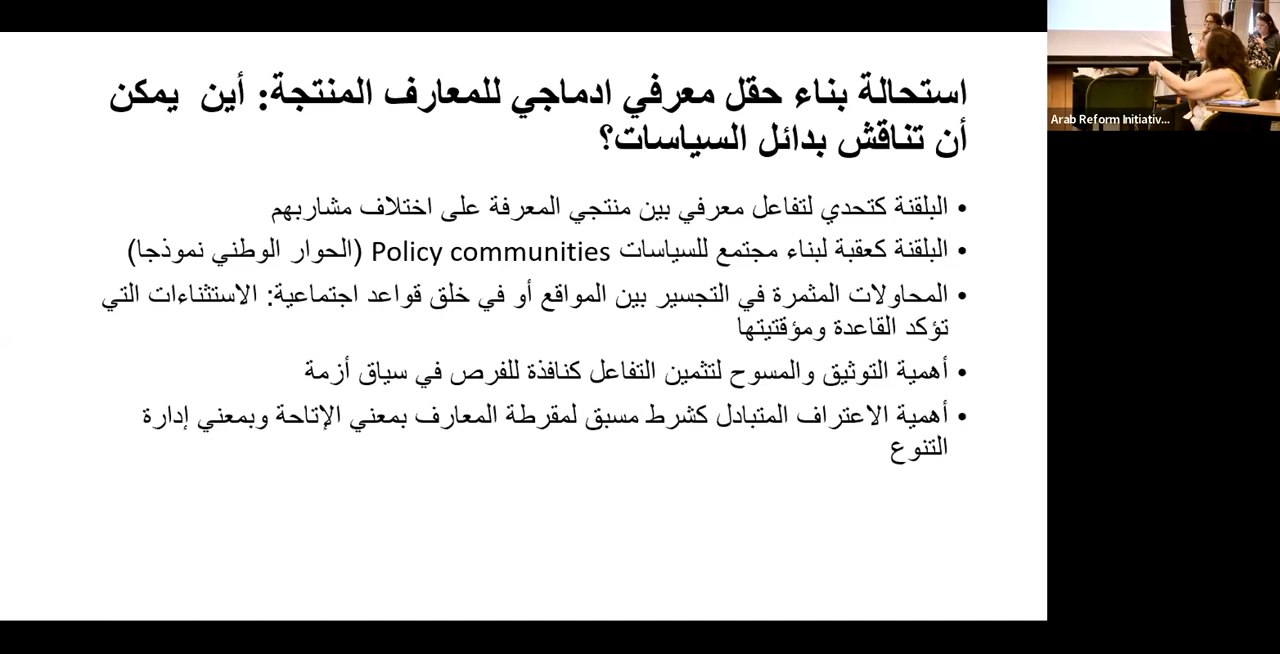 استحالة بناء حقل معرفي ادماجي للمعارف المنتجة: أين يمكن
أن تناقش بدائل السياسات؟
• البلقنة كتحدي لتفاعل معرفي بين منتجي المعرفة على اختلاف مشاربهم
• البلقنة كعقبة لبناء مجتمع للسياسات Policy communities (الحوار الوطني نموذجا)
• المحاولات المثمرة في التجسير بين المواقع أو في خلق قواعد اجتماعية: الاستثناءات التي
تؤكد القاعدة ومؤقتيتها
• أهمية التوثيق والمسوح لتثمين التفاعل كنافذة للفرص في سياق أزمة
• أهمية الاعتراف المتبادل كشرط مسبق لمقرطة المعارف بمعني الإتاحة وبمعني إدارة
التنوع
Arab Reform Initiativ...